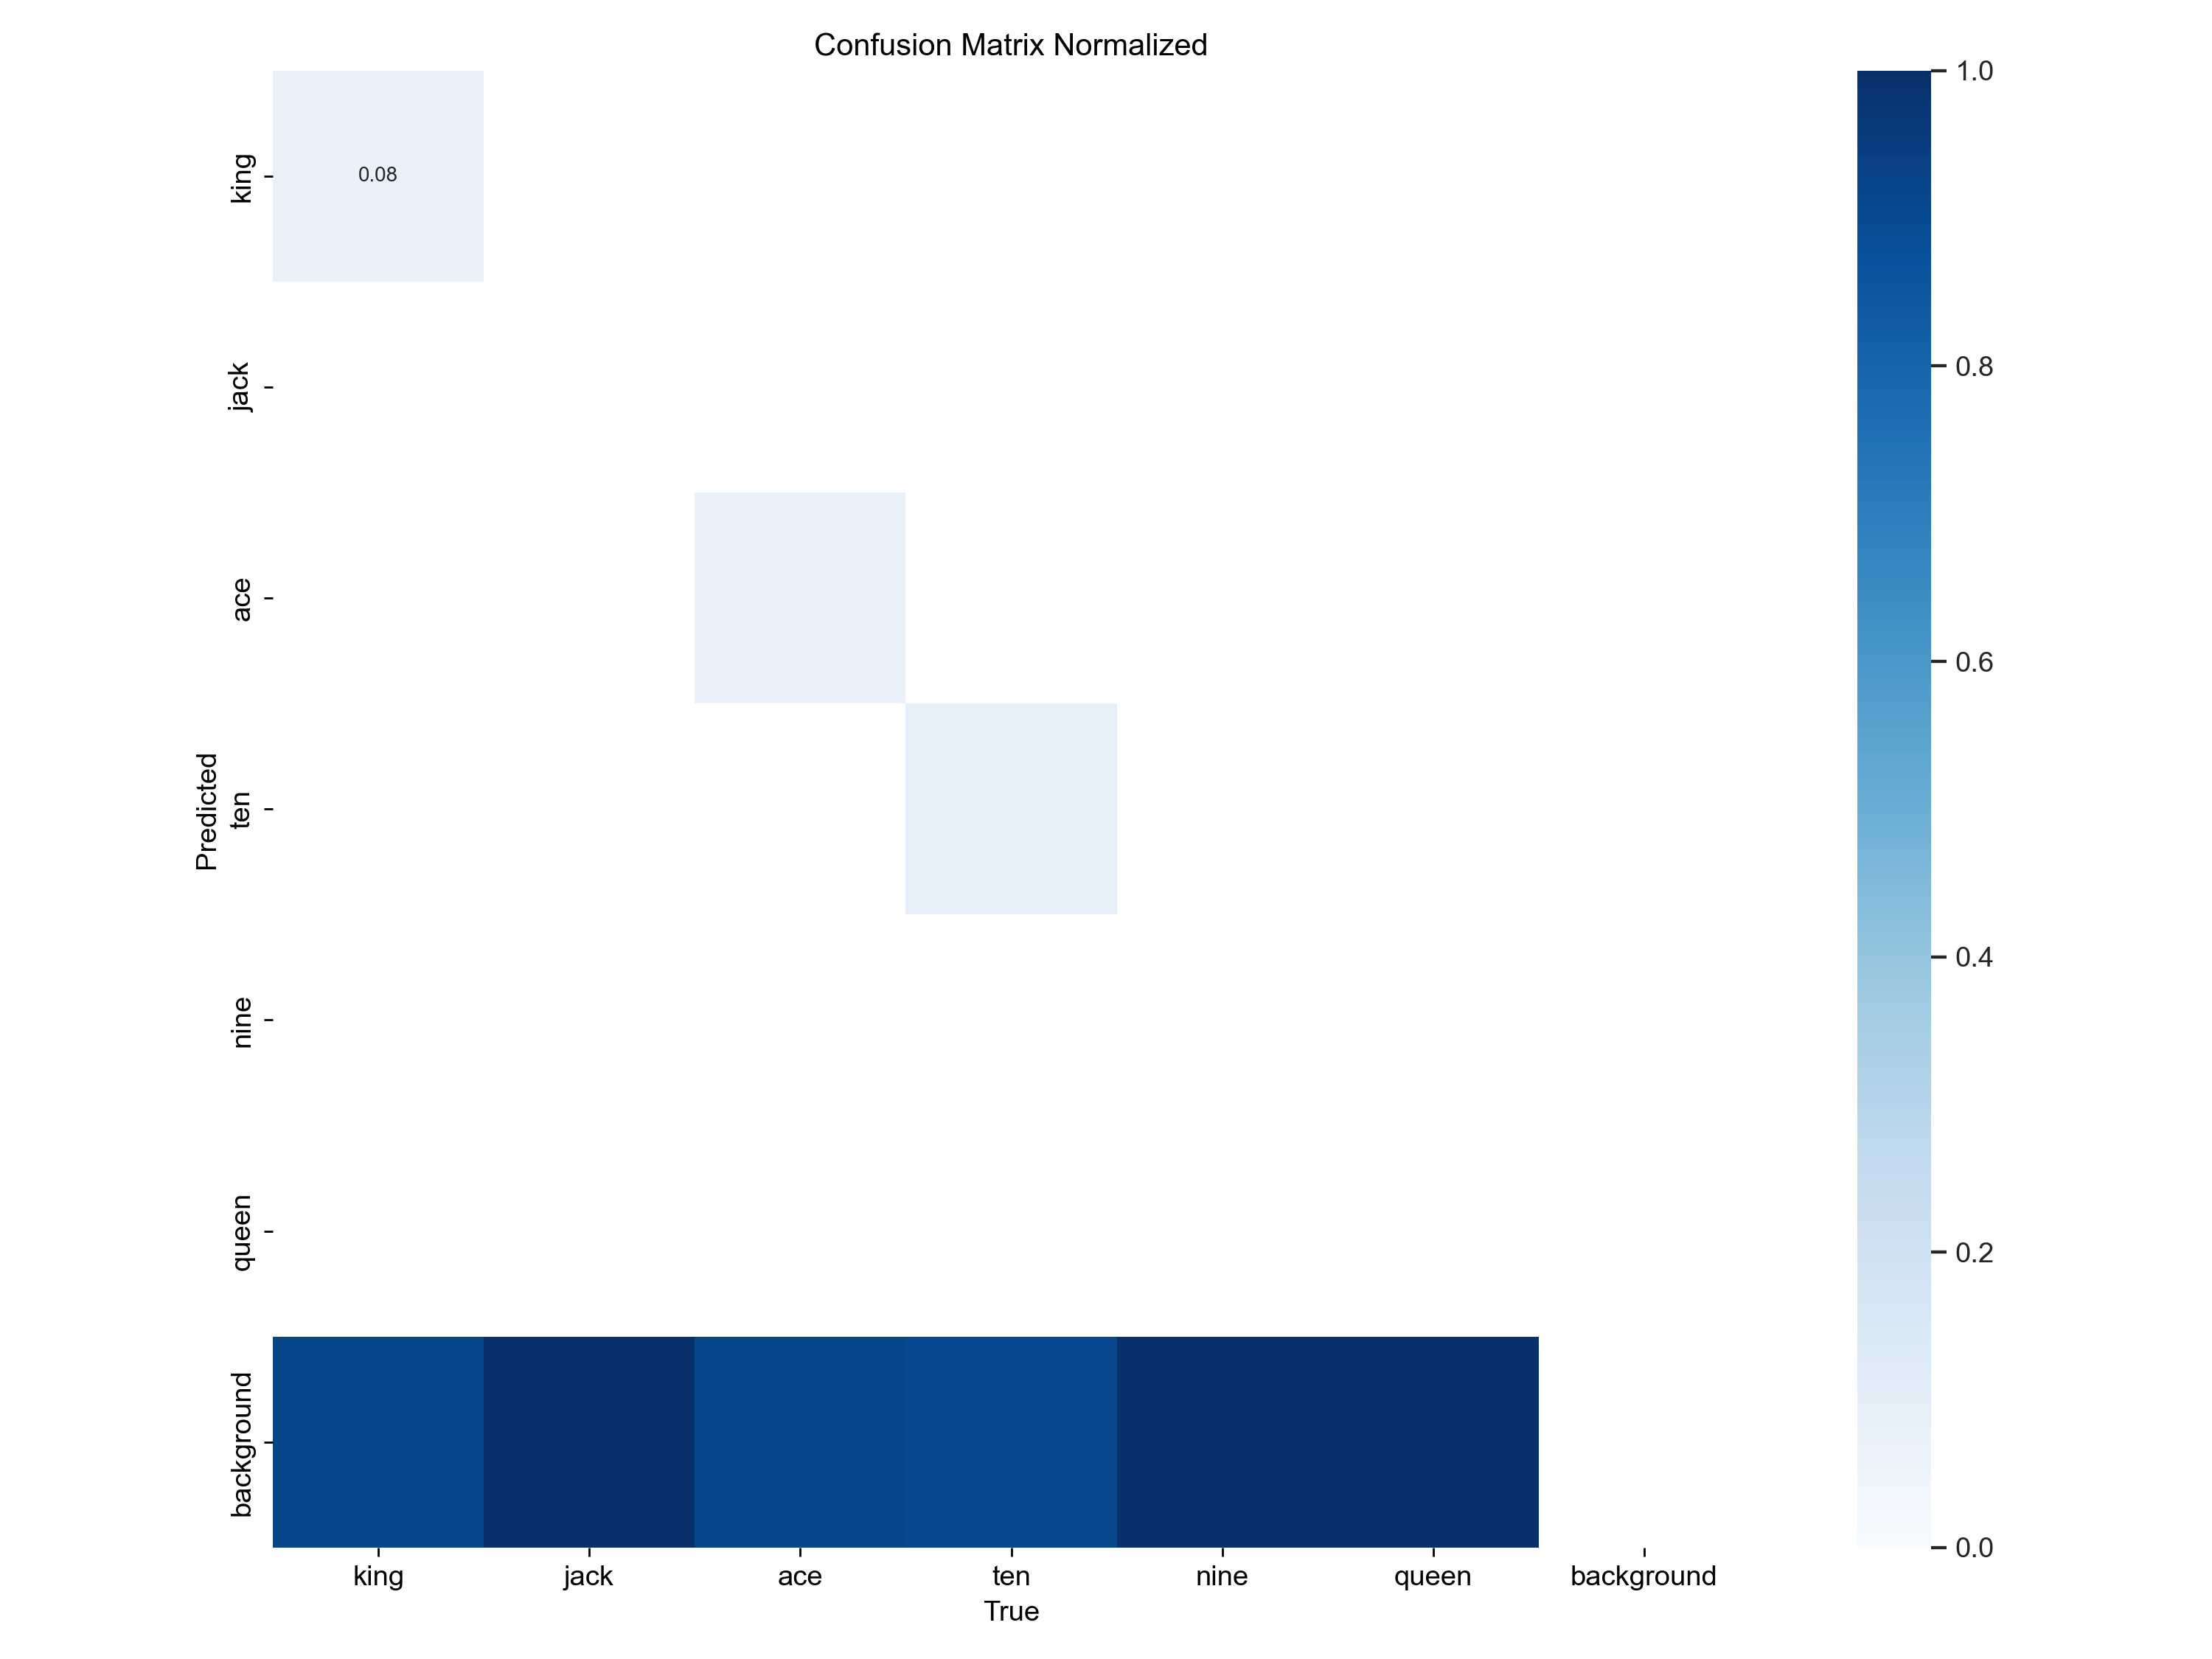 Confusion Matrix Normalized
king
0.08
jack
ace
ten
nine
queen
background
Predicted
king jack ace ten nine queen background
True
1.0
0.8
0.6
0.4
0.2
0.0